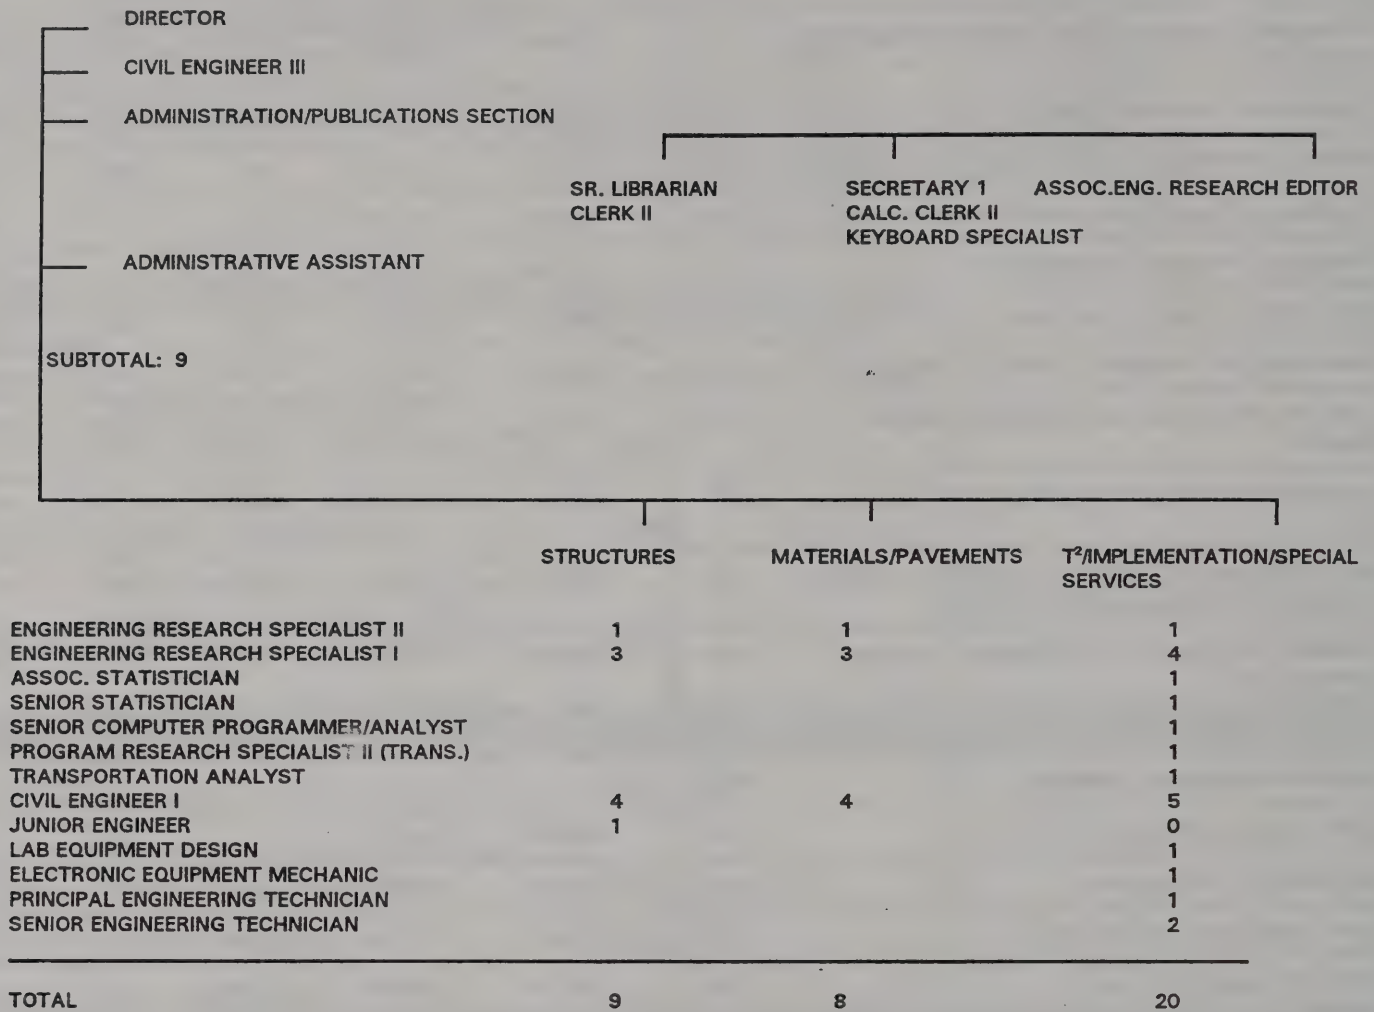 DIRECTOR
CIVIL ENGINEER III
ADMINISTRATION/PUBLICATIONS SECTION
SR. LIBRARIAN SECRETARY 1 ASSOC.ENG. RESEARCH EDITOR
CLERK II CALC. CLERK II
KEYBOARD SPECIALIST
ADMINISTRATIVE ASSISTANT
SUBTOTAL: 9
STRUCTURES MATERIALS/PAVEMENTS T²/IMPLEMENTATION/SPECIAL
SERVICES
ENGINEERING RESEARCH SPECIALIST II 1 1 1
ENGINEERING RESEARCH SPECIALIST I 3 3 4
ASSOC. STATISTICIAN 1
SENIOR STATISTICIAN 1
SENIOR COMPUTER PROGRAMMER/ANALYST 1
PROGRAM RESEARCH SPECIALIST II (TRANS.) 1
TRANSPORTATION ANALYST 1
CIVIL ENGINEER I 4 4 5
JUNIOR ENGINEER 1 0
LAB EQUIPMENT DESIGN 1
ELECTRONIC EQUIPMENT MECHANIC 1
PRINCIPAL ENGINEERING TECHNICIAN 1
SENIOR ENGINEERING TECHNICIAN 2
TOTAL 9 8 20